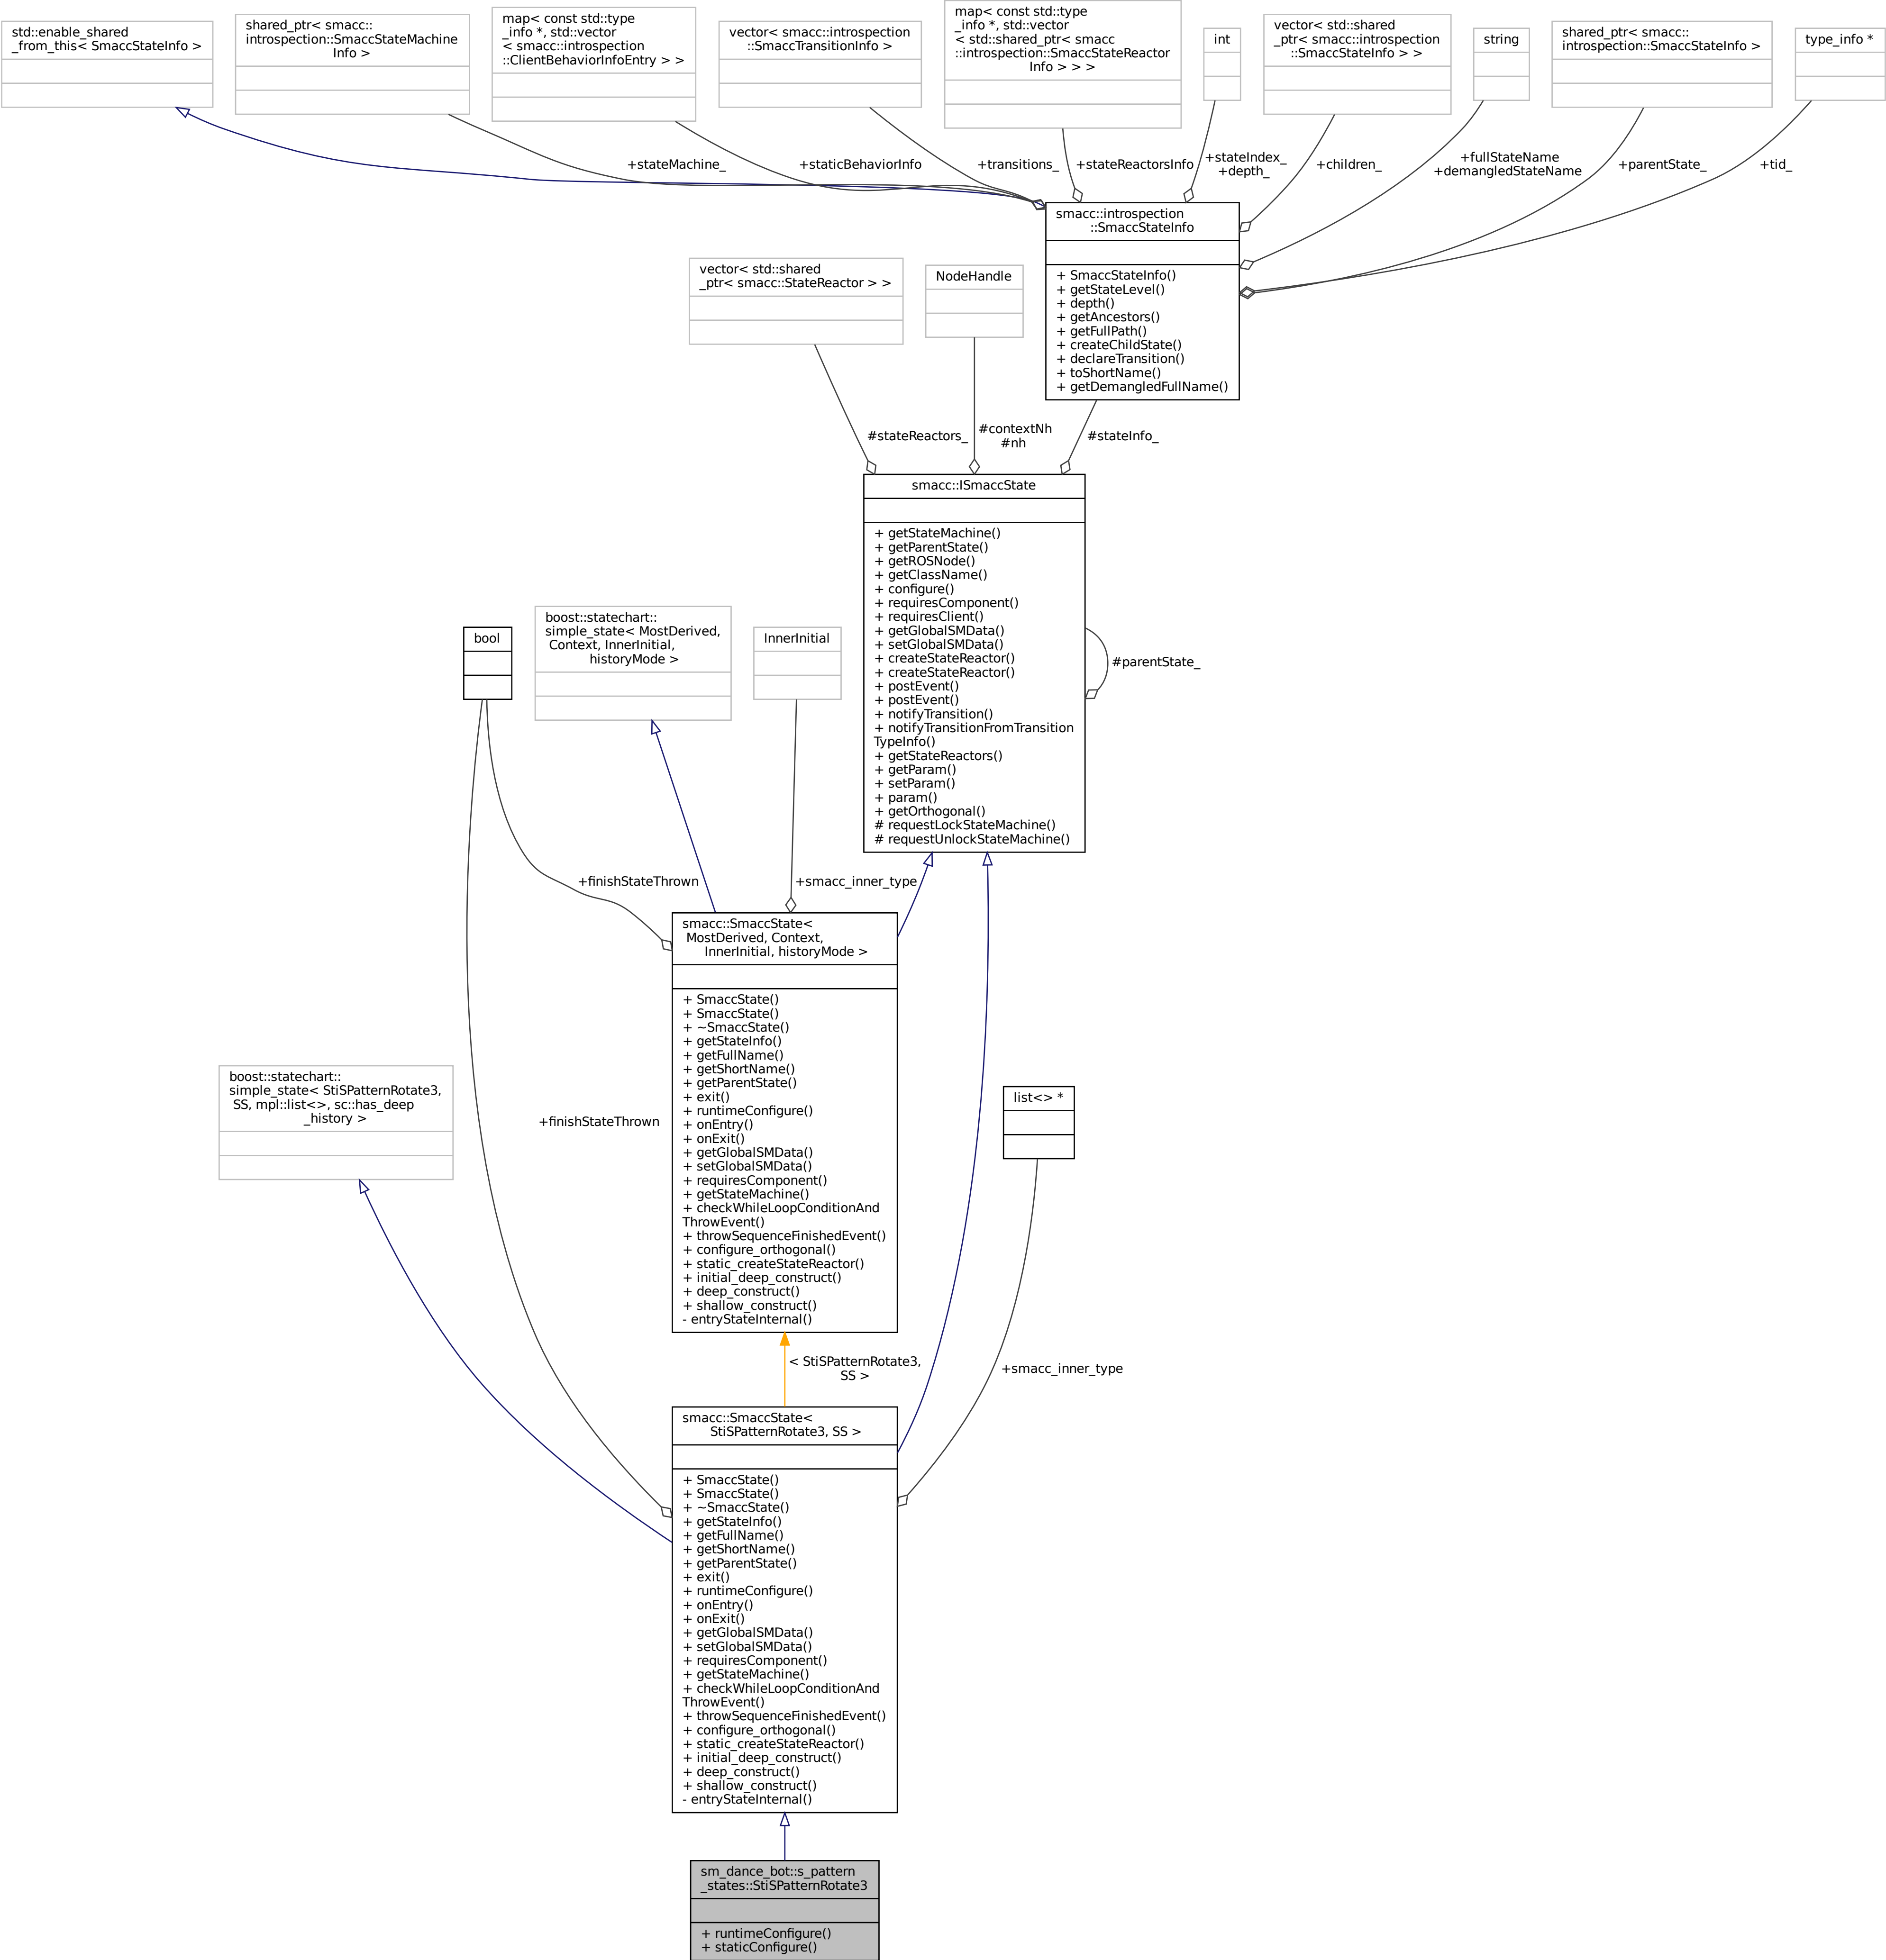 std::enable_shared
_from_this< SmaccStateInfo >
shared_ptr< smacc::
introspection::SmaccStateMachine
Info >
map< const std::type
_info *, std::vector
< smacc::introspection
::ClientBehaviorInfoEntry > >
vector< smacc::introspection
::SmaccTransitionInfo >
map< const std::type
_info *, std::vector
< std::shared_ptr< smacc
::introspection::SmaccStateReactor
Info > > >
int
vector< std::shared
_ptr< smacc::introspection
::SmaccStateInfo > >
string
shared_ptr< smacc::
introspection::SmaccStateInfo >
type_info *
+stateMachine_
+staticBehaviorInfo
+transitions_
+stateReactorsInfo
+stateIndex_
+depth_
+children_
+fullStateName
+demangledStateName
+parentState_
+tid_
smacc::introspection
::SmaccStateInfo
+ SmaccStateInfo()
+ getStateLevel()
+ depth()
+ getAncestors()
+ getFullPath()
+ createChildState()
+ declareTransition()
+ toShortName()
+ getDemangledFullName()
vector< std::shared
_ptr< smacc::StateReactor > >
NodeHandle
#stateReactors_
#contextNh
#nh
#stateInfo_
smacc::ISmaccState
+ getStateMachine()
+ getParentState()
+ getROSNode()
+ getClassName()
+ configure()
+ requiresComponent()
+ requiresClient()
+ getGlobalSMData()
+ setGlobalSMData()
+ createStateReactor()
+ createStateReactor()
+ postEvent()
+ postEvent()
+ notifyTransition()
+ notifyTransitionFromTransition
TypeInfo()
+ getStateReactors()
+ getParam()
+ setParam()
+ param()
+ getOrthogonal()
# requestLockStateMachine()
# requestUnlockStateMachine()
#parentState_
bool
boost::statechart::
simple_state< MostDerived,
Context, InnerInitial,
historyMode >
InnerInitial
+finishStateThrown
+smacc_inner_type
smacc::SmaccState<
MostDerived, Context,
InnerInitial, historyMode >
+ SmaccState()
+ SmaccState()
+ ~SmaccState()
+ getStateInfo()
+ getFullName()
+ getShortName()
+ getParentState()
+ exit()
+ runtimeConfigure()
+ onEntry()
+ onExit()
+ getGlobalSMData()
+ setGlobalSMData()
+ requiresComponent()
+ getStateMachine()
+ checkWhileLoopConditionAnd
ThrowEvent()
+ throwSequenceFinishedEvent()
+ configure_orthogonal()
+ static_createStateReactor()
+ initial_deep_construct()
+ deep_construct()
+ shallow_construct()
- entryStateInternal()
boost::statechart::
simple_state< StiSPatternRotate3,
SS, mpl::list<>, sc::has_deep
_history >
+finishStateThrown
list<> *
< StiSPatternRotate3,
SS >
+smacc_inner_type
smacc::SmaccState<
StiSPatternRotate3, SS >
+ SmaccState()
+ SmaccState()
+ ~SmaccState()
+ getStateInfo()
+ getFullName()
+ getShortName()
+ getParentState()
+ exit()
+ runtimeConfigure()
+ onEntry()
+ onExit()
+ getGlobalSMData()
+ setGlobalSMData()
+ requiresComponent()
+ getStateMachine()
+ checkWhileLoopConditionAnd
ThrowEvent()
+ throwSequenceFinishedEvent()
+ configure_orthogonal()
+ static_createStateReactor()
+ initial_deep_construct()
+ deep_construct()
+ shallow_construct()
- entryStateInternal()
sm_dance_bot::s_pattern
_states::StiSPatternRotate3
+ runtimeConfigure()
+ staticConfigure()